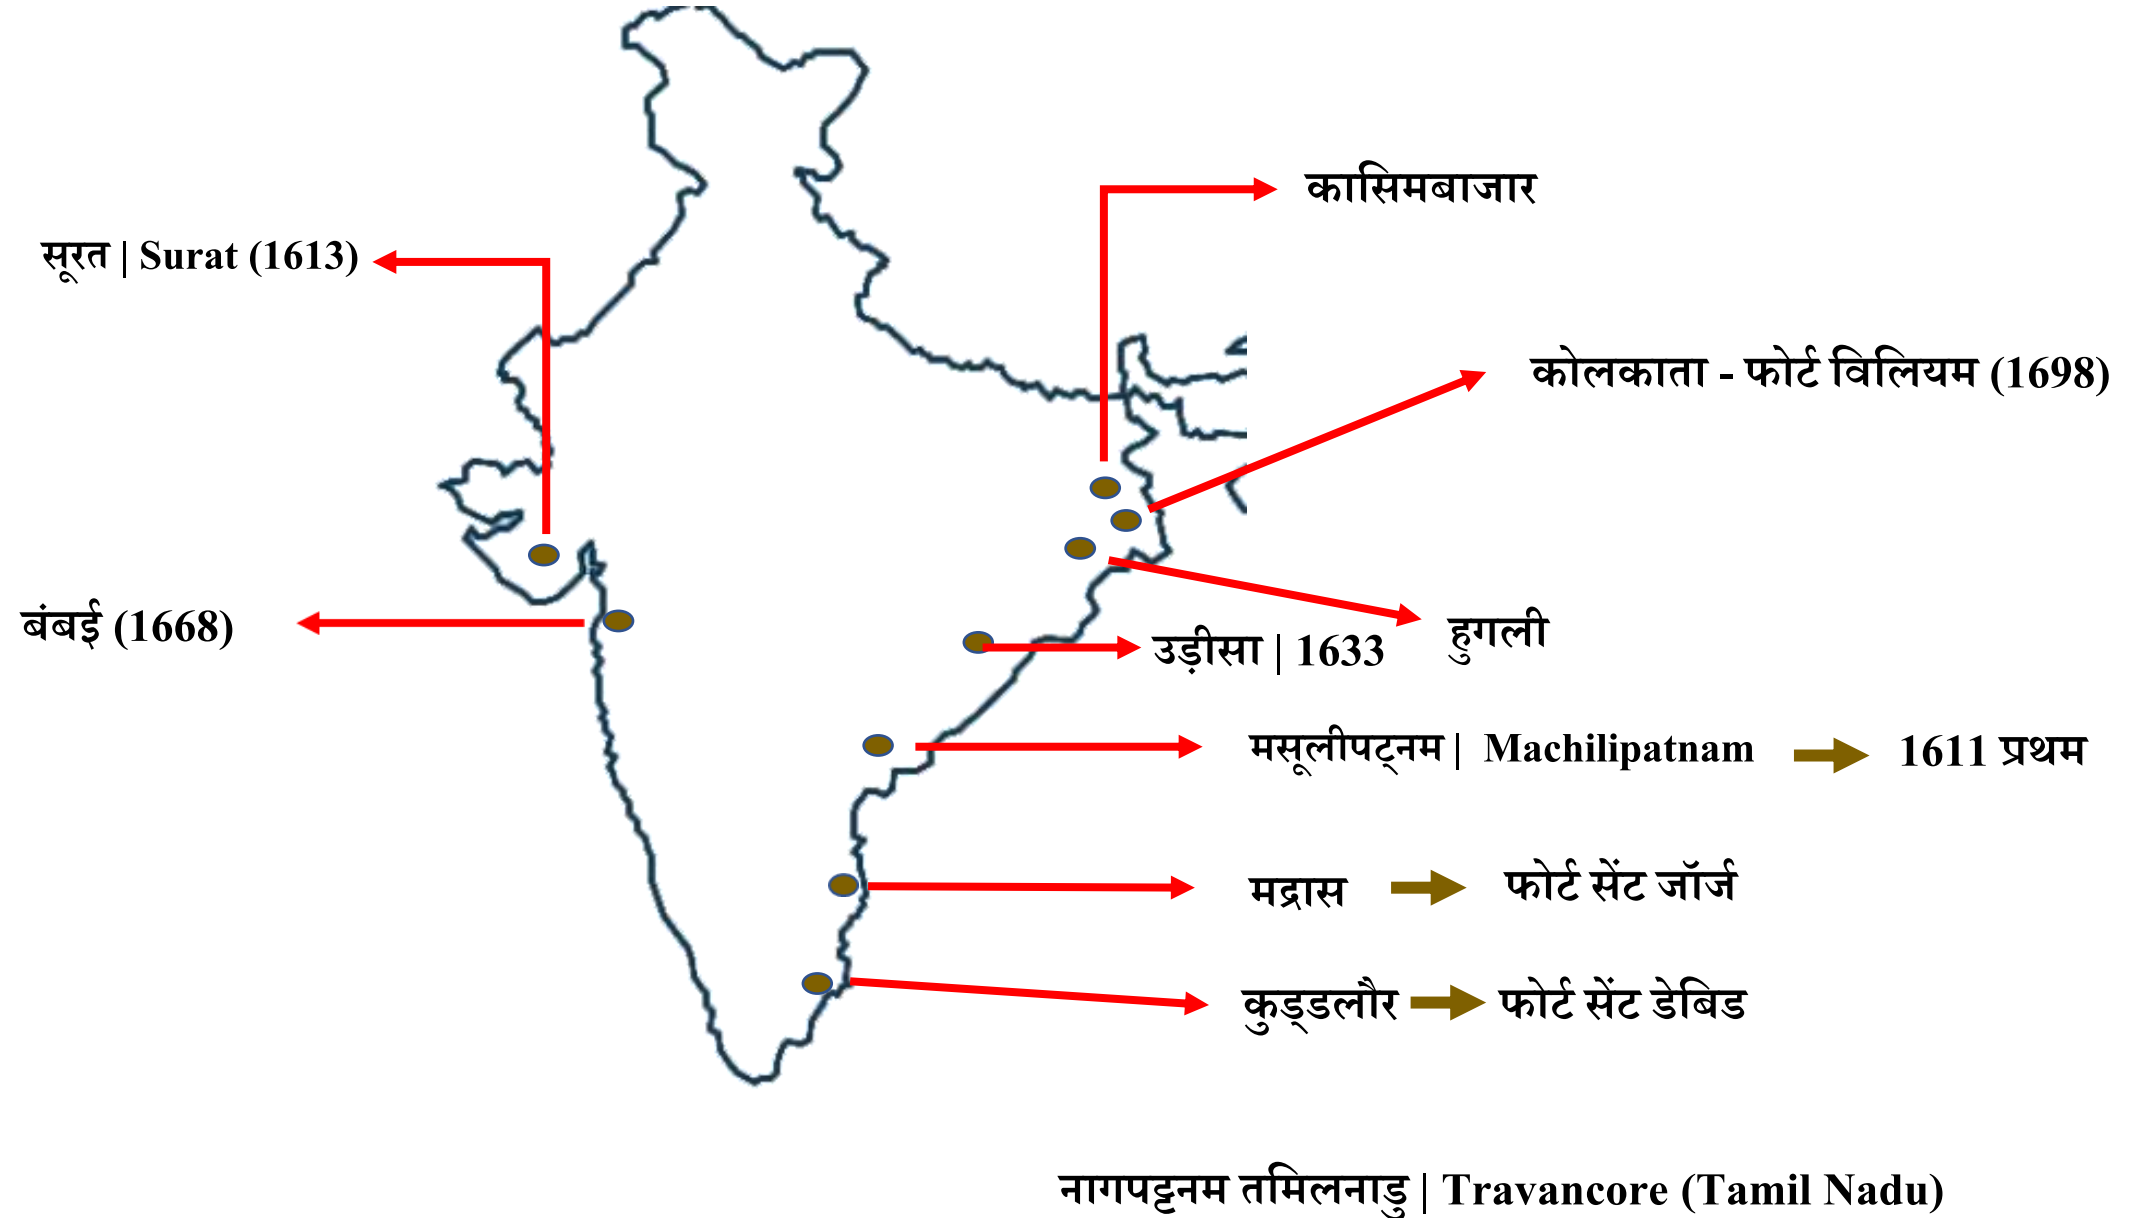 कासिमबाजार
सूरत | Surat (1613)
कोलकाता - फोर्ट विलियम (1698)
बंबई (1668)
हुगली
उड़ीसा | 1633
मसूलीपट्नम | Machilipatnam 1611 प्रथम
मद्रास फोर्ट सेंट जॉर्ज
कुड्डलौर फोर्ट सेंट डेबिड
नागपट्टनम तमिलनाडु | Travancore (Tamil Nadu)